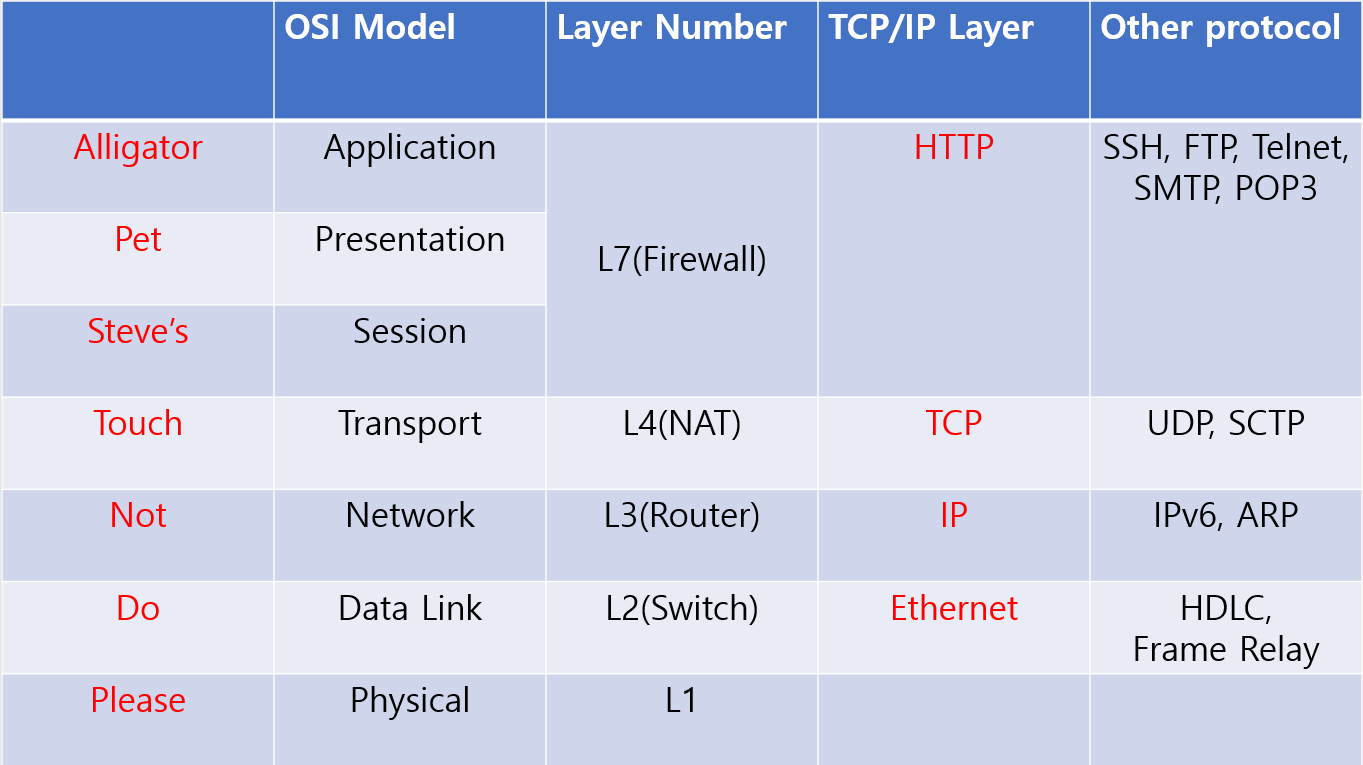 OSI Model Layer Number TCP/IP Layer Other protocol
Alligator Application HTTP SSH, FTP, Telnet,
SMTP, POP3
Pet Presentation
L7(Firewall)
Steve’s Session
Touch Transport L4(NAT) TCP UDP, SCTP
Not Network L3(Router) IP IPv6, ARP
Do Data Link L2(Switch) Ethernet HDLC,
Frame Relay
Please Physical L1